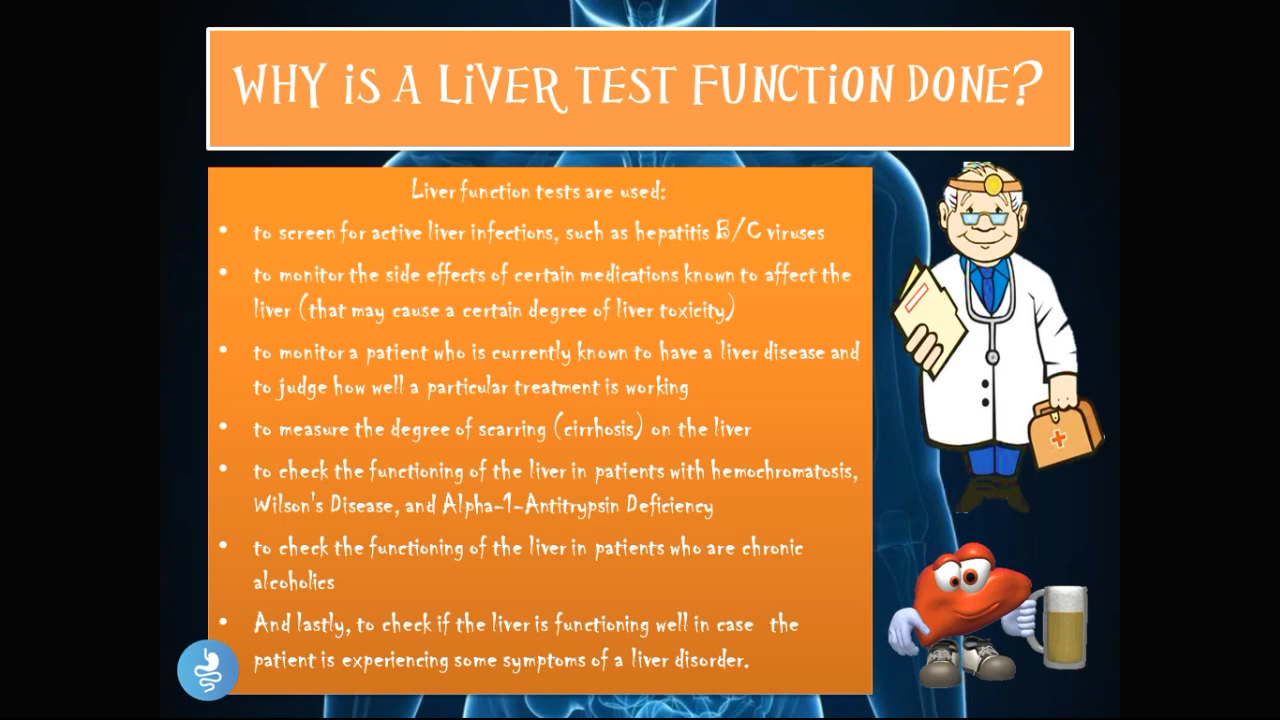 WHY iS A LiVER TEST FUNCTiON DONE?
Liver function tests are used:
• to screen for active liver infections, such as hepatitis B/C viruses
• to monitor the side effects of certain medications known to affect the
liver (that may cause a certain degree of liver toxicity)
• to monitor a patient who is currently known to have a liver disease and
to judge how well a particular treatment is working
• to measure the degree of scarring (cirrhosis) on the liver
• to check the functioning of the liver in patients with hemochromatosis,
Wilson's Disease, and Alpha-1-Antitrypsin Deficiency
• to check the functioning of the liver in patients who are chronic
alcoholics
• And lastly, to check if the liver is functioning well in case the
patient is experiencing some symptoms of a liver disorder.